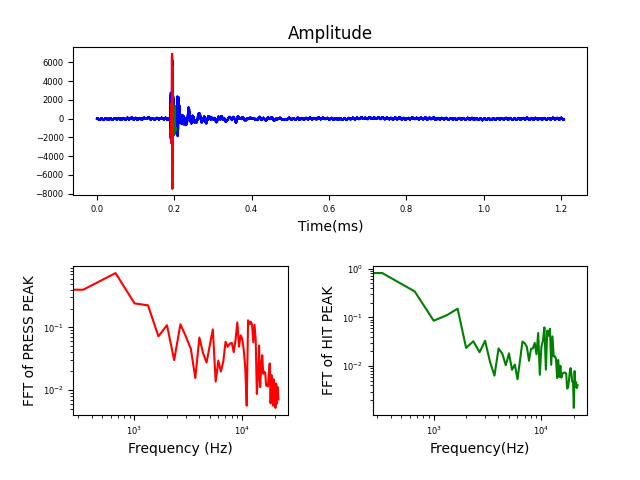 Amplitude
6000
4000
2000
0
−2000
−4000
−6000
−8000
0.0 0.2 0.4 0.6 0.8 1.0 1.2
Time(ms)
FFT of PRESS PEAK
10⁻¹
10⁻²
10³ 10⁴
Frequency (Hz)
FFT of HIT PEAK
10⁰
10⁻¹
10⁻²
10³ 10⁴
Frequency(Hz)